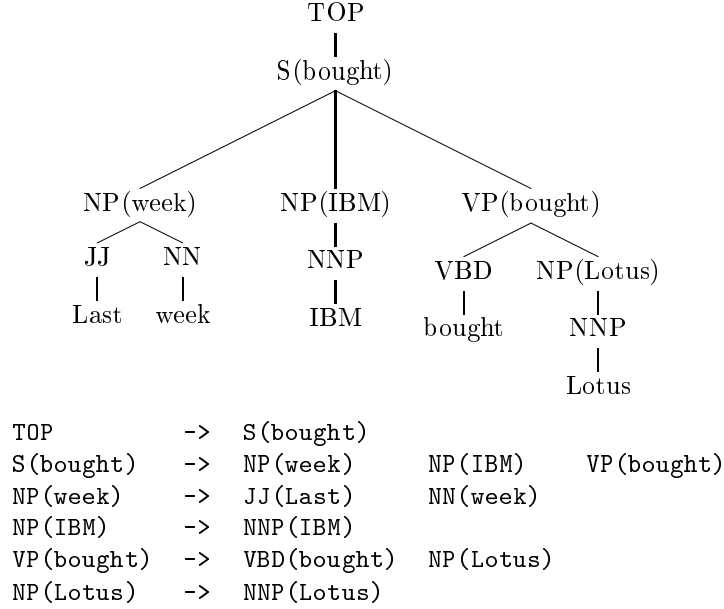 TOP
S(bought)
NP(week) NP(IBM) VP(bought)
JJ NN NNP VBD NP(Lotus)
Last week IBM bought NNP
Lotus
TOP -> S(bought)
S(bought) -> NP(week) NP(IBM) VP(bought)
NP(week) -> JJ(Last) NN(week)
NP(IBM) -> NNP(IBM)
VP(bought) -> VBD(bought) NP(Lotus)
NP(Lotus) -> NNP(Lotus)